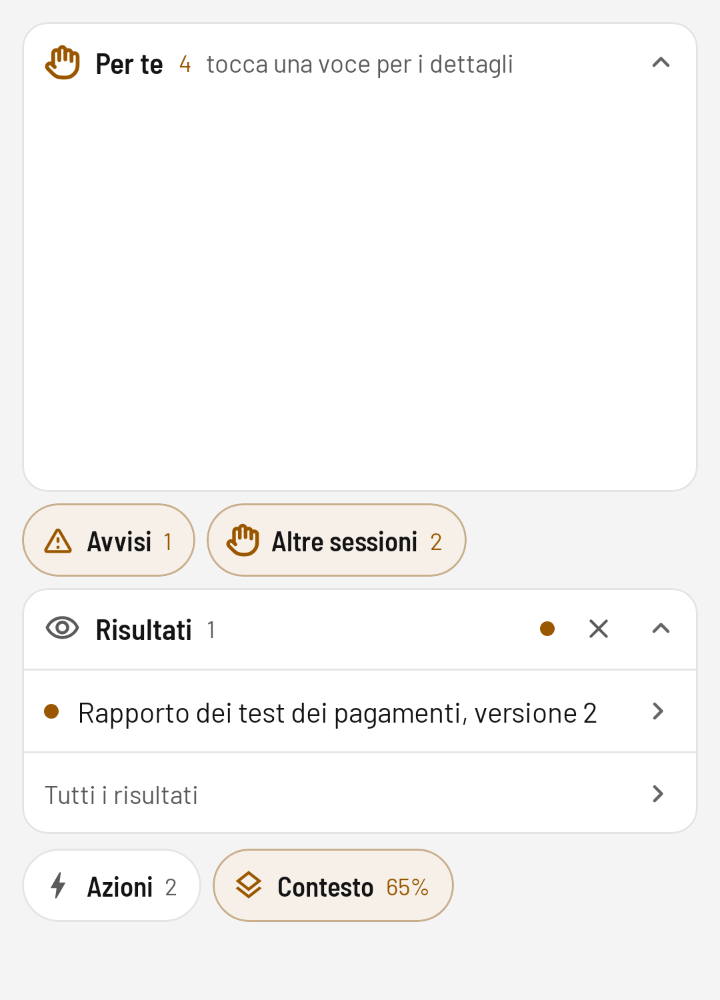 Per te 4 tocca una voce per i dettagli
Avvisi 1 Altre sessioni 2
Risultati 1
Rapporto dei test dei pagamenti, versione 2
Tutti i risultati
Azioni 2 Contesto 65%